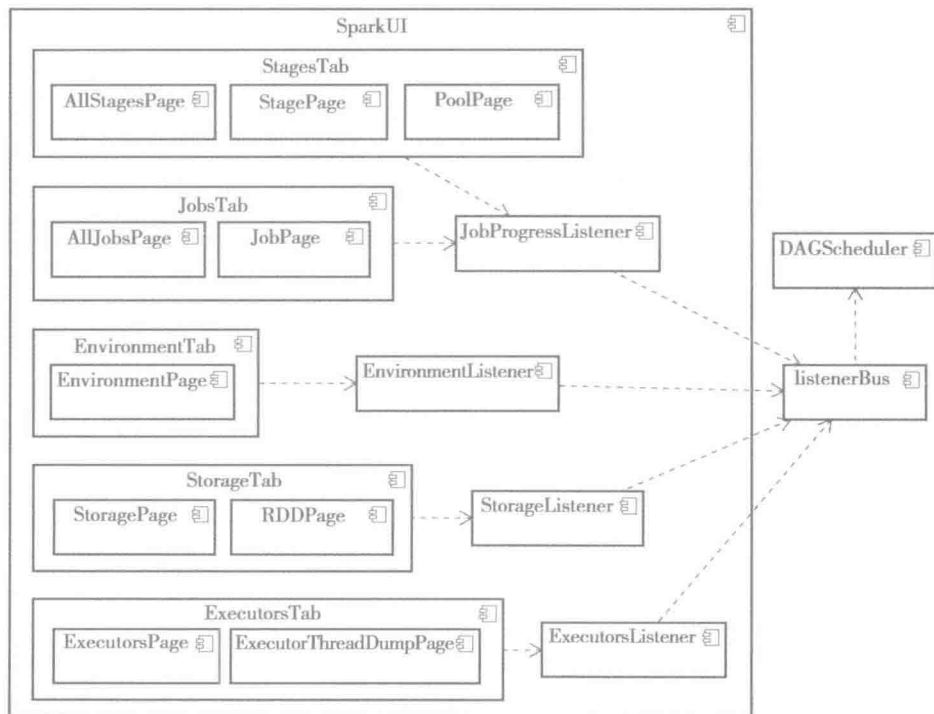 SparkUI
StagesTab
AllStagesPage
StagePage
PoolPage
JobsTab
AllJobsPage
JobPage
JobProgressListener
DAGScheduler
EnvironmentTab
EnvironmentPage
EnvironmentListener
listenerBus
StorageTab
StoragePage
RDDPage
StorageListener
ExecutorsTab
ExecutorsPage
ExecutorThreadDumpPage
ExecutorsListener